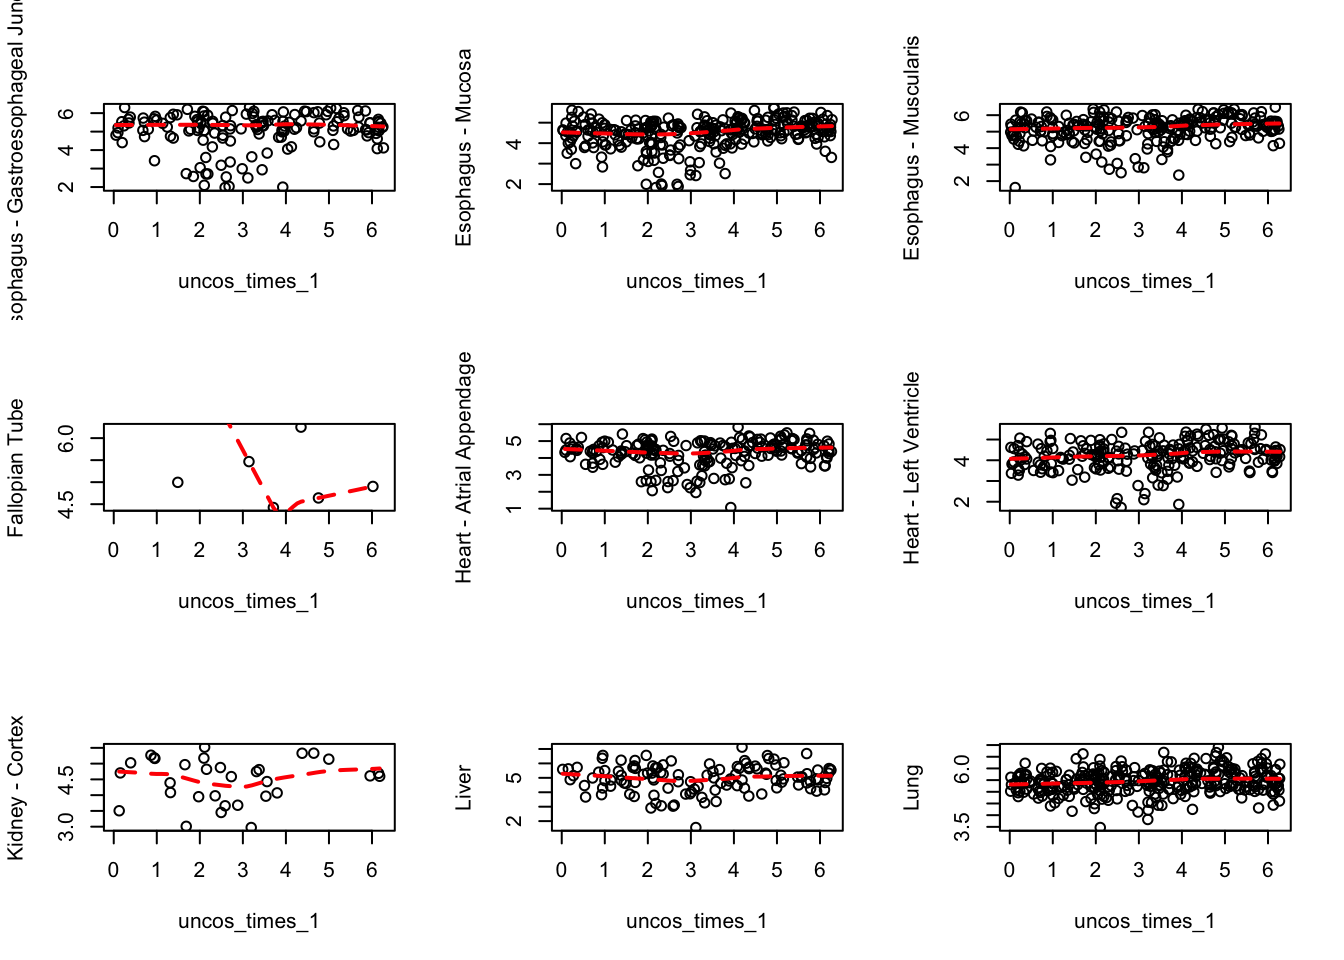 sophagus - Gastroesophageal Junc
6
4
2
0 1 2 3 4 5 6
uncos_times_1
Esophagus - Mucosa
4
2
0 1 2 3 4 5 6
uncos_times_1
Esophagus - Muscularis
6
4
2
0 1 2 3 4 5 6
uncos_times_1
Fallopian Tube
6.0
4.5
0 1 2 3 4 5 6
uncos_times_1
Heart - Atrial Appendage
5
3
1
0 1 2 3 4 5 6
uncos_times_1
Heart - Left Ventricle
4
2
0 1 2 3 4 5 6
uncos_times_1
Kidney - Cortex
4.5
3.0
0 1 2 3 4 5 6
uncos_times_1
Liver
5
2
0 1 2 3 4 5 6
uncos_times_1
Lung
6.0
3.5
0 1 2 3 4 5 6
uncos_times_1